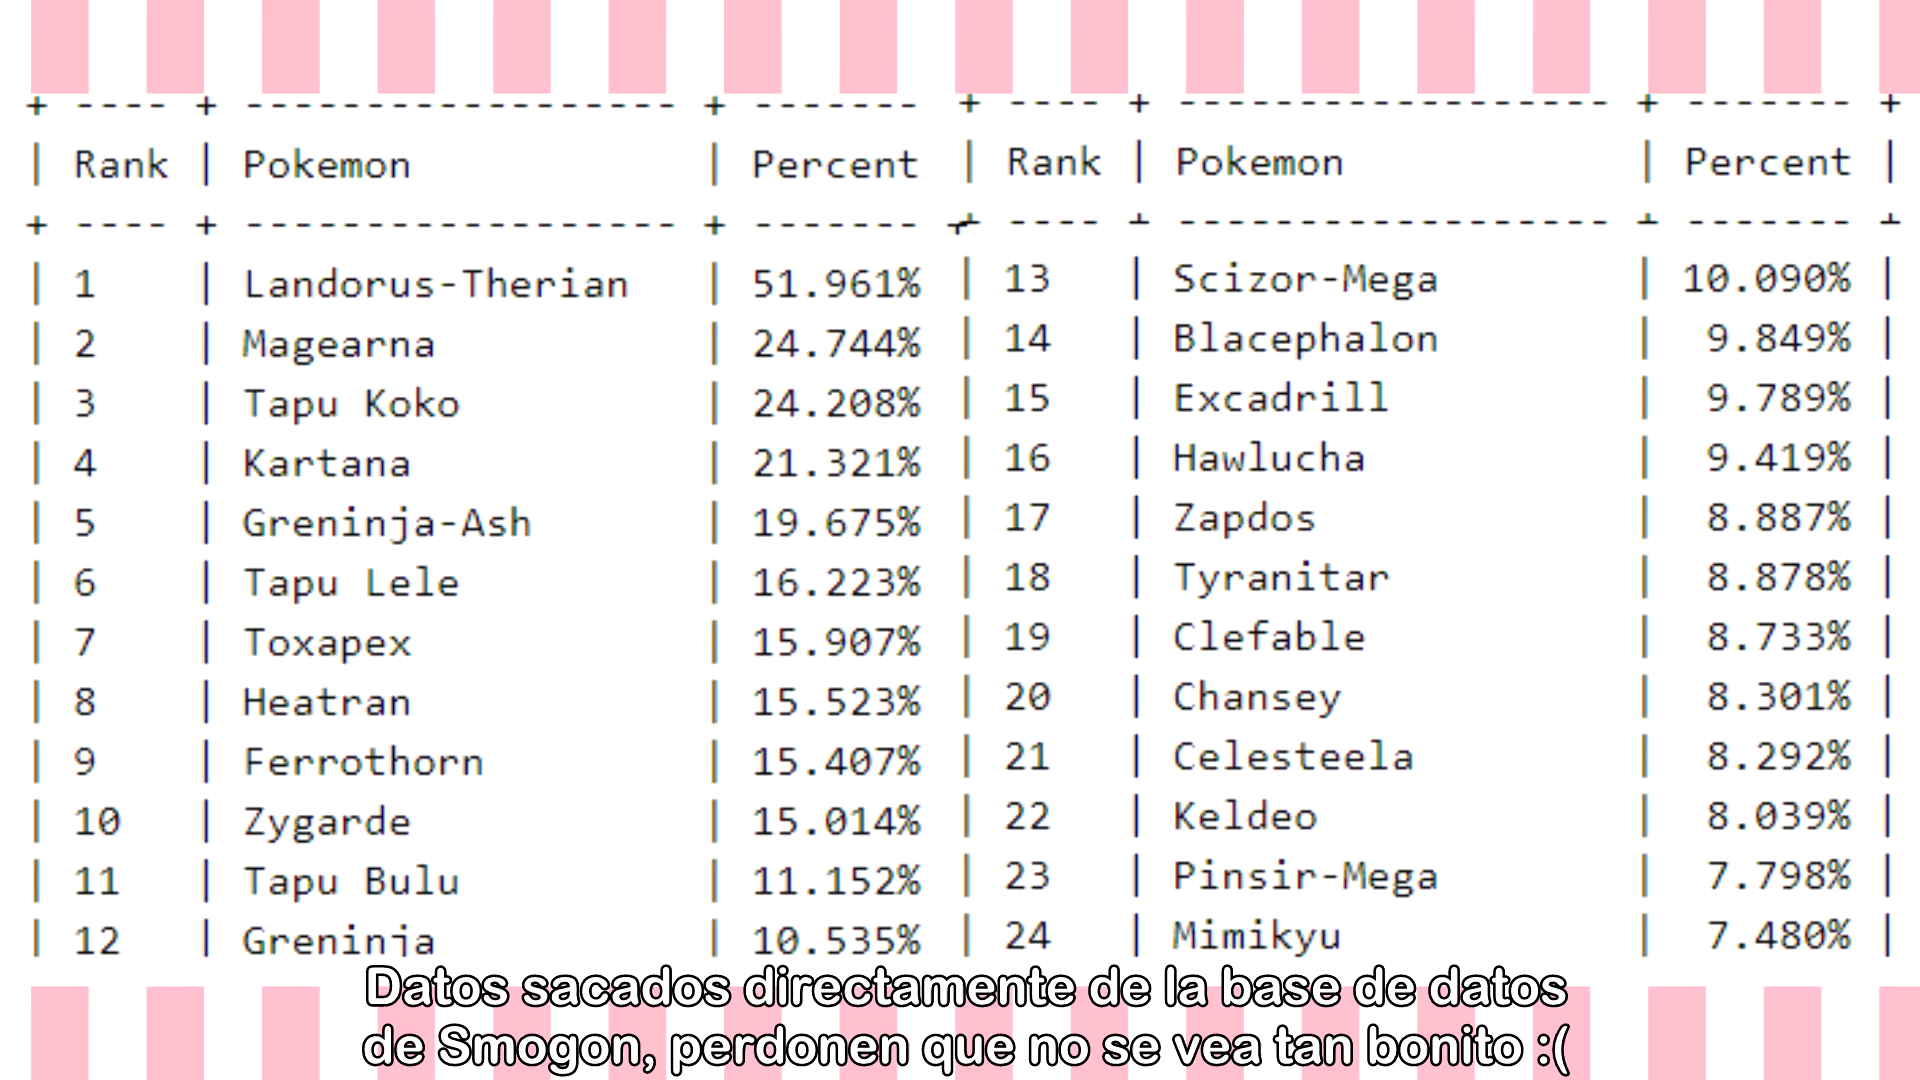 + ---- + ------------------ + -------
| Rank | Pokemon | Percent
+ ---- + ------------------ + ------- +
| 1 | Landorus-Therian | 51.961%
| 2 | Magearna | 24.744%
| 3 | Tapu Koko | 24.208%
| 4 | Kartana | 21.321%
| 5 | Greninja-Ash | 19.675%
| 6 | Tapu Lele | 16.223%
| 7 | Toxapex | 15.907%
| 8 | Heatran | 15.523%
| 9 | Ferrothorn | 15.407%
| 10 | Zygarde | 15.014%
| 11 | Tapu Bulu | 11.152%
| 12 | Greninja | 10.535%
+ ---- + ------------------ + ------- +
| Rank | Pokemon | Percent |
+ ---- + ------------------ + ------- +
| 13 | Scizor-Mega | 10.090% |
| 14 | Blacephalon | 9.849% |
| 15 | Excadrill | 9.789% |
| 16 | Hawlucha | 9.419% |
| 17 | Zapdos | 8.887% |
| 18 | Tyranitar | 8.878% |
| 19 | Clefable | 8.733% |
| 20 | Chansey | 8.301% |
| 21 | Celesteela | 8.292% |
| 22 | Keldeo | 8.039% |
| 23 | Pinsir-Mega | 7.798% |
| 24 | Mimikyu | 7.480% |
Datos sacados directamente de la base de datos
de Smogon, perdonen que no se vea tan bonito :(